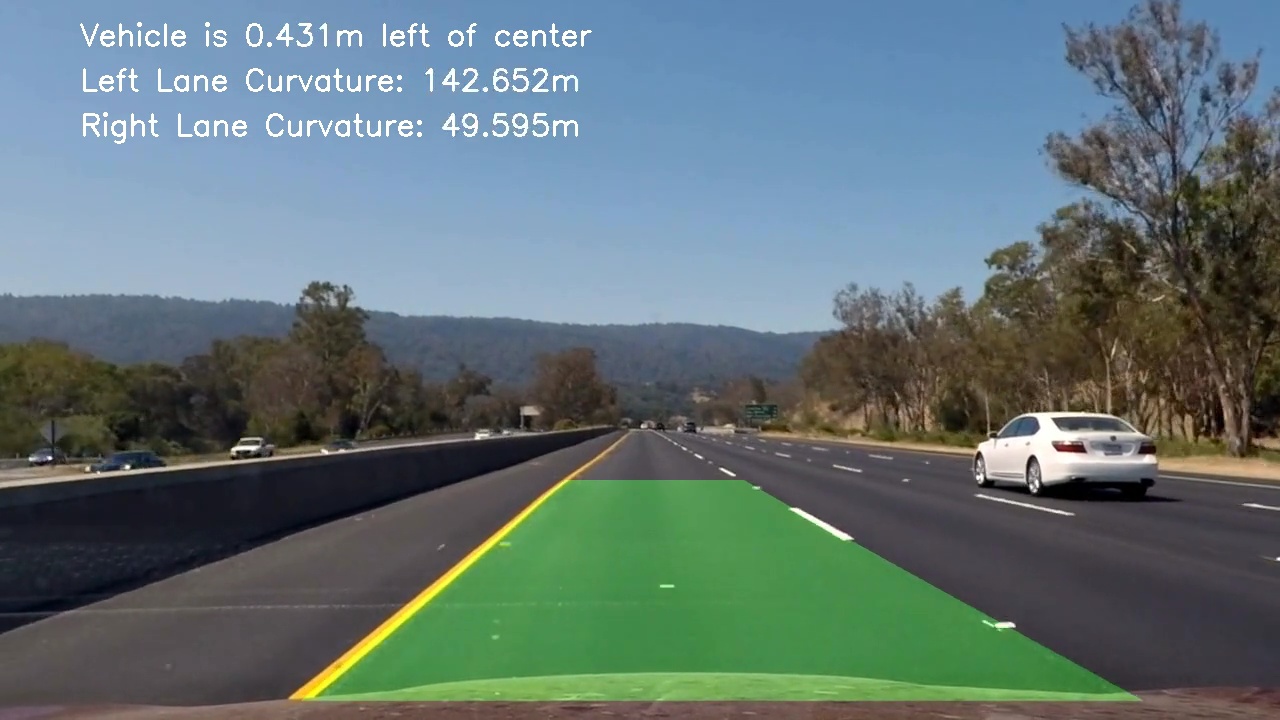 Vehicle is 0.431m left of center
Left Lane Curvature: 142.652m
Right Lane Curvature: 49.595m